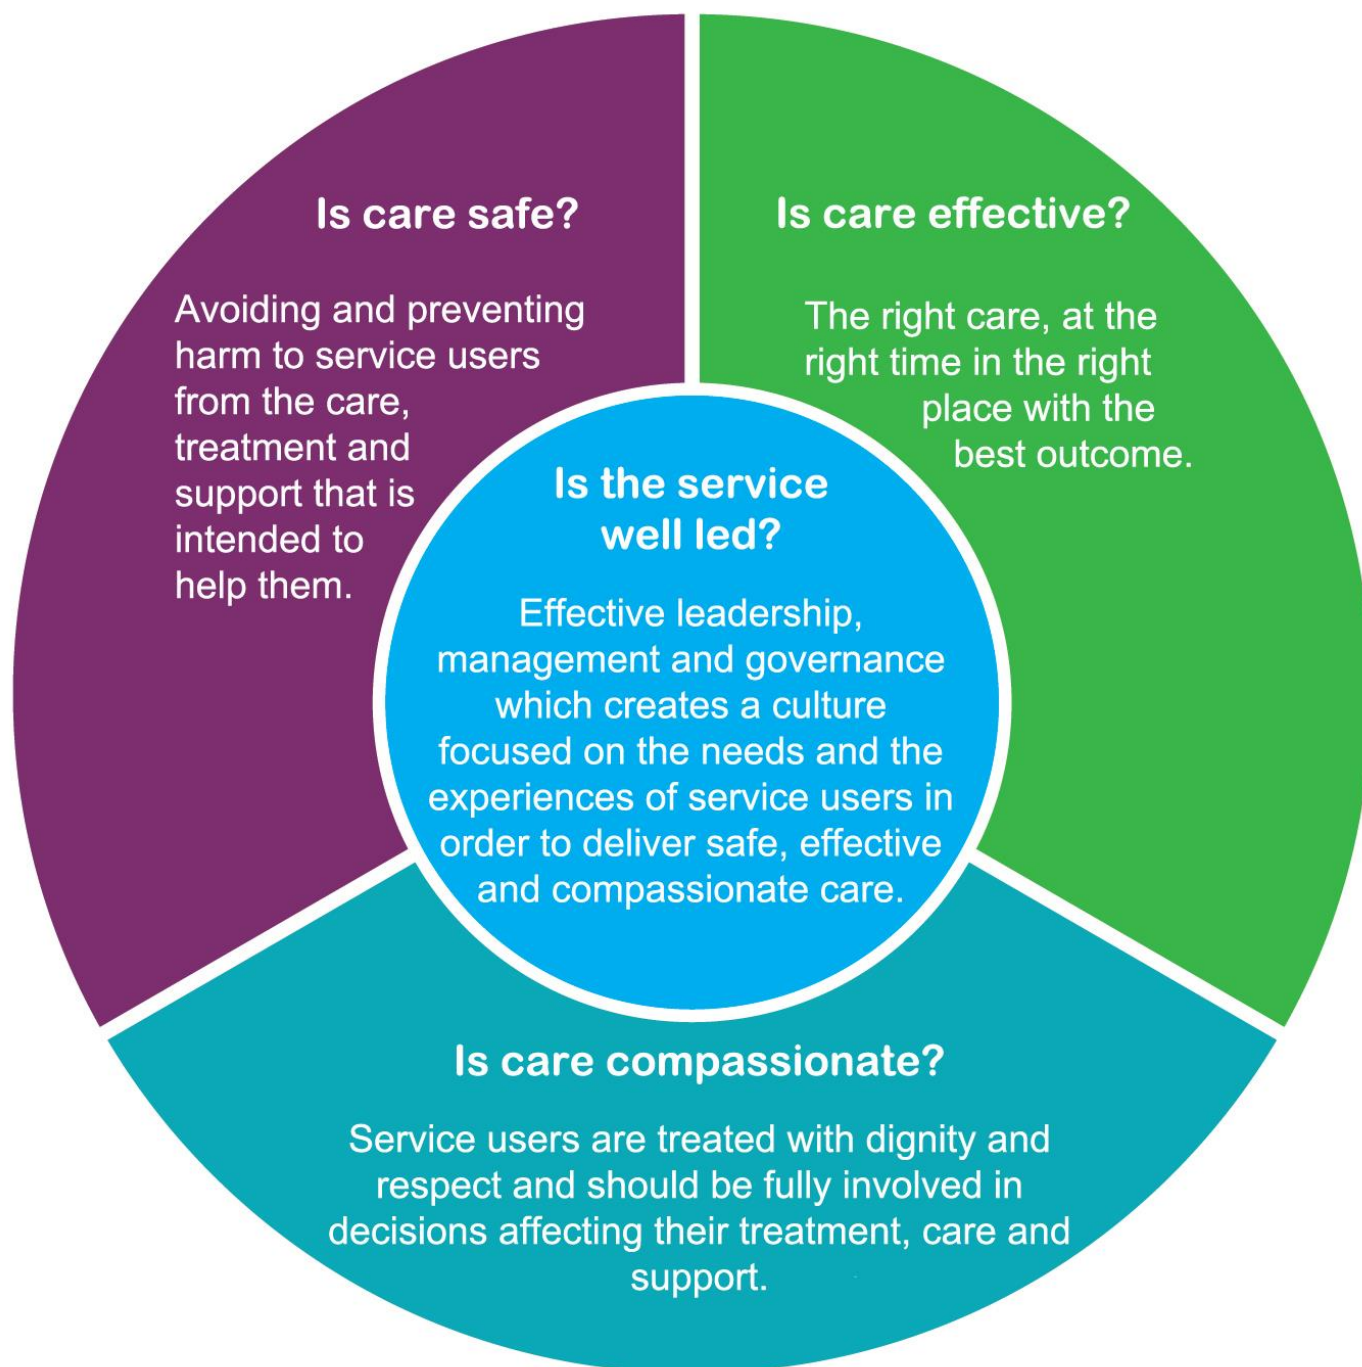 Is care safe?
Avoiding and preventing
harm to service users
from the care,
treatment and
support that is
intended to
help them.
Is care effective?
The right care, at the
right time in the right
place with the
best outcome.
Is the service
well led?
Effective leadership,
management and governance
which creates a culture
focused on the needs and the
experiences of service users in
order to deliver safe, effective
and compassionate care.
Is care compassionate?
Service users are treated with dignity and
respect and should be fully involved in
decisions affecting their treatment, care and
support.